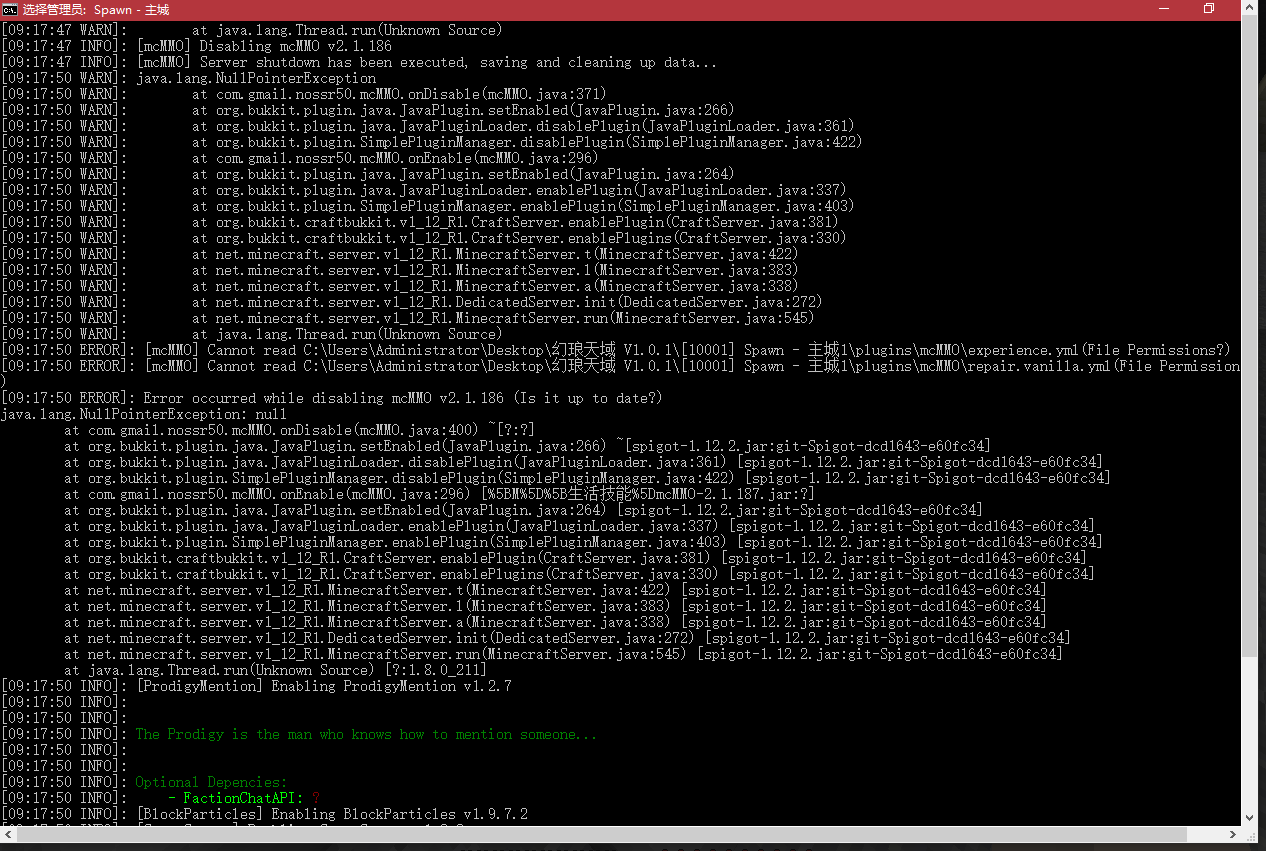 选择管理员: Spawn - 主城
[09:17:47 WARN]:        at java.lang.Thread.run(Unknown Source)
[09:17:47 INFO]: [mcMMO] Disabling mcMMO v2.1.186
[09:17:47 INFO]: [mcMMO] Server shutdown has been executed, saving and cleaning up data...
[09:17:50 WARN]: java.lang.NullPointerException
[09:17:50 WARN]:        at com.gmail.nossr50.mcMMO.onDisable(mcMMO.java:371)
[09:17:50 WARN]:        at org.bukkit.plugin.java.JavaPlugin.setEnabled(JavaPlugin.java:266)
[09:17:50 WARN]:        at org.bukkit.plugin.java.JavaPluginLoader.disablePlugin(JavaPluginLoader.java:361)
[09:17:50 WARN]:        at org.bukkit.plugin.SimplePluginManager.disablePlugin(SimplePluginManager.java:422)
[09:17:50 WARN]:        at com.gmail.nossr50.mcMMO.onEnable(mcMMO.java:296)
[09:17:50 WARN]:        at org.bukkit.plugin.java.JavaPlugin.setEnabled(JavaPlugin.java:264)
[09:17:50 WARN]:        at org.bukkit.plugin.java.JavaPluginLoader.enablePlugin(JavaPluginLoader.java:337)
[09:17:50 WARN]:        at org.bukkit.plugin.SimplePluginManager.enablePlugin(SimplePluginManager.java:403)
[09:17:50 WARN]:        at org.bukkit.craftbukkit.v1_12_R1.CraftServer.enablePlugin(CraftServer.java:381)
[09:17:50 WARN]:        at org.bukkit.craftbukkit.v1_12_R1.CraftServer.enablePlugins(CraftServer.java:330)
[09:17:50 WARN]:        at net.minecraft.server.v1_12_R1.MinecraftServer.t(MinecraftServer.java:422)
[09:17:50 WARN]:        at net.minecraft.server.v1_12_R1.MinecraftServer.l(MinecraftServer.java:383)
[09:17:50 WARN]:        at net.minecraft.server.v1_12_R1.MinecraftServer.a(MinecraftServer.java:338)
[09:17:50 WARN]:        at net.minecraft.server.v1_12_R1.DedicatedServer.init(DedicatedServer.java:272)
[09:17:50 WARN]:        at net.minecraft.server.v1_12_R1.MinecraftServer.run(MinecraftServer.java:545)
[09:17:50 WARN]:        at java.lang.Thread.run(Unknown Source)
[09:17:50 ERROR]: [mcMMO] Cannot read C:\Users\Administrator\Desktop\幻琅天域 V1.0.1\[10001] Spawn - 主城1\plugins\mcMMO\experience.yml(File Permissions?)
[09:17:50 ERROR]: [mcMMO] Cannot read C:\Users\Administrator\Desktop\幻琅天域 V1.0.1\[10001] Spawn - 主城1\plugins\mcMMO\repair.vanilla.yml(File Permission
)
[09:17:50 ERROR]: Error occurred while disabling mcMMO v2.1.186 (Is it up to date?)
java.lang.NullPointerException: null
        at com.gmail.nossr50.mcMMO.onDisable(mcMMO.java:400) ~[?:?]
        at org.bukkit.plugin.java.JavaPlugin.setEnabled(JavaPlugin.java:266) ~[spigot-1.12.2.jar:git-Spigot-dcd1643-e60fc34]
        at org.bukkit.plugin.java.JavaPluginLoader.disablePlugin(JavaPluginLoader.java:361) [spigot-1.12.2.jar:git-Spigot-dcd1643-e60fc34]
        at org.bukkit.plugin.SimplePluginManager.disablePlugin(SimplePluginManager.java:422) [spigot-1.12.2.jar:git-Spigot-dcd1643-e60fc34]
        at com.gmail.nossr50.mcMMO.onEnable(mcMMO.java:296) [%5BM%5D%5B生活技能%5DmcMMO-2.1.187.jar:?]
        at org.bukkit.plugin.java.JavaPlugin.setEnabled(JavaPlugin.java:264) [spigot-1.12.2.jar:git-Spigot-dcd1643-e60fc34]
        at org.bukkit.plugin.java.JavaPluginLoader.enablePlugin(JavaPluginLoader.java:337) [spigot-1.12.2.jar:git-Spigot-dcd1643-e60fc34]
        at org.bukkit.plugin.SimplePluginManager.enablePlugin(SimplePluginManager.java:403) [spigot-1.12.2.jar:git-Spigot-dcd1643-e60fc34]
        at org.bukkit.craftbukkit.v1_12_R1.CraftServer.enablePlugin(CraftServer.java:381) [spigot-1.12.2.jar:git-Spigot-dcd1643-e60fc34]
        at org.bukkit.craftbukkit.v1_12_R1.CraftServer.enablePlugins(CraftServer.java:330) [spigot-1.12.2.jar:git-Spigot-dcd1643-e60fc34]
        at net.minecraft.server.v1_12_R1.MinecraftServer.t(MinecraftServer.java:422) [spigot-1.12.2.jar:git-Spigot-dcd1643-e60fc34]
        at net.minecraft.server.v1_12_R1.MinecraftServer.l(MinecraftServer.java:383) [spigot-1.12.2.jar:git-Spigot-dcd1643-e60fc34]
        at net.minecraft.server.v1_12_R1.MinecraftServer.a(MinecraftServer.java:338) [spigot-1.12.2.jar:git-Spigot-dcd1643-e60fc34]
        at net.minecraft.server.v1_12_R1.DedicatedServer.init(DedicatedServer.java:272) [spigot-1.12.2.jar:git-Spigot-dcd1643-e60fc34]
        at net.minecraft.server.v1_12_R1.MinecraftServer.run(MinecraftServer.java:545) [spigot-1.12.2.jar:git-Spigot-dcd1643-e60fc34]
        at java.lang.Thread.run(Unknown Source) [?:1.8.0_211]
[09:17:50 INFO]: [ProdigyMention] Enabling ProdigyMention v1.2.7
[09:17:50 INFO]:
[09:17:50 INFO]:
[09:17:50 INFO]: The Prodigy is the man who knows how to mention someone...
[09:17:50 INFO]:
[09:17:50 INFO]:
[09:17:50 INFO]: Optional Depencies:
[09:17:50 INFO]:     - FactionChatAPI: ?
[09:17:50 INFO]: [BlockParticles] Enabling BlockParticles v1.9.7.2